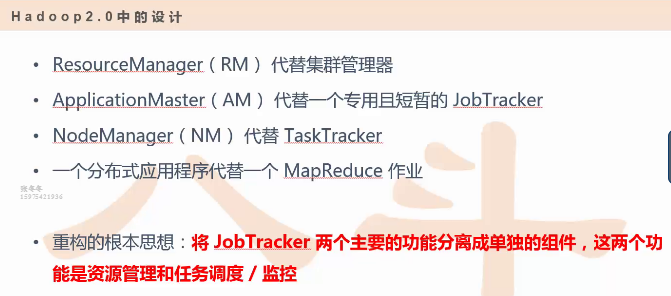 Hadoop2.0中的设计
• ResourceManager（RM） 代替集群管理器
• ApplicationMaster（AM） 代替一个专用且短暂的 JobTracker
• NodeManager（NM） 代替 TaskTracker
• 一个分布式应用程序代替一个 MapReduce 作业
张冬冬
15975421936
• 重构的根本思想：将 JobTracker 两个主要的功能分离成单独的组件，这两个功
能是资源管理和任务调度 / 监控
八斗